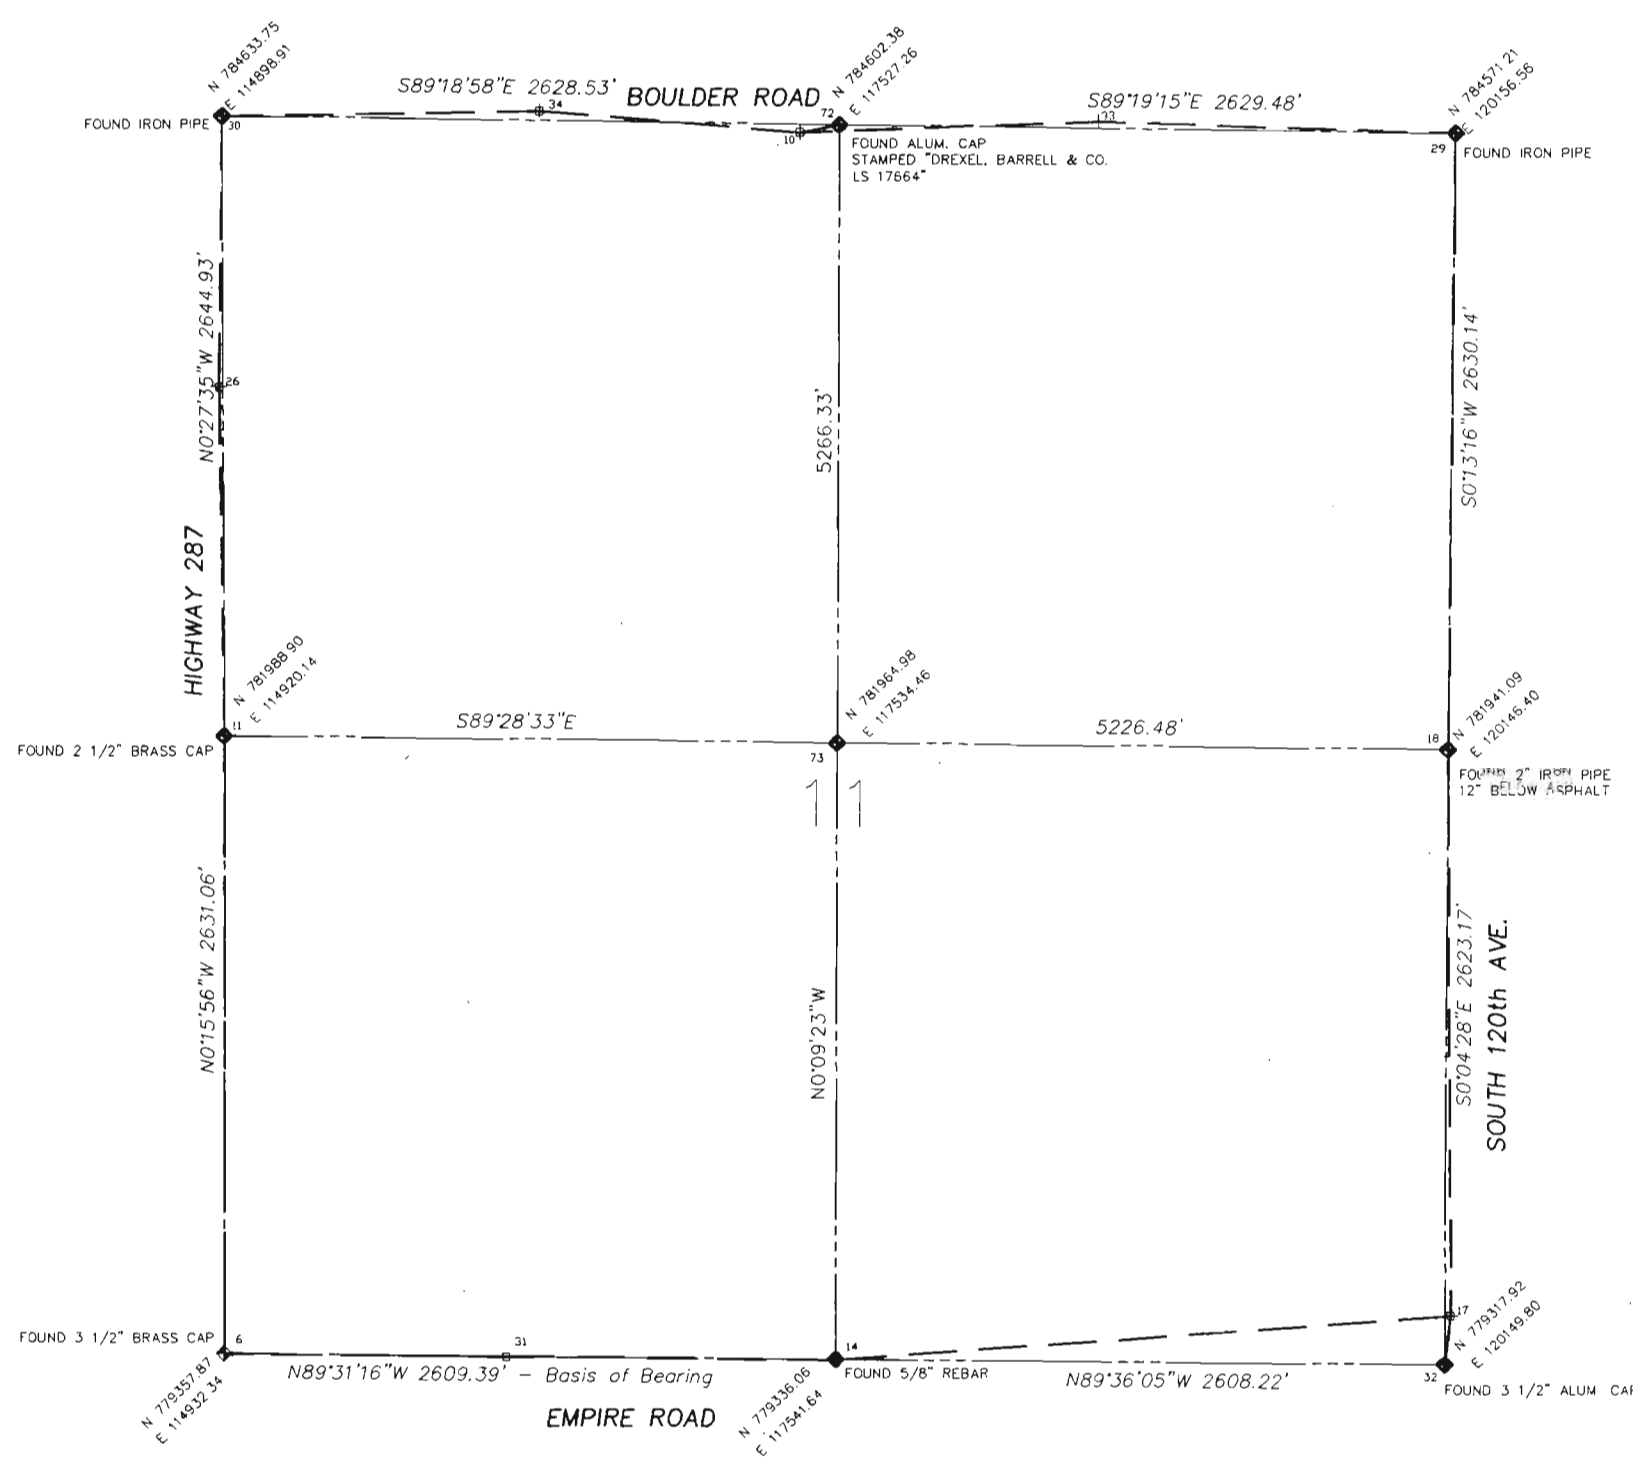 N 784633.75
E 114898.91
S89°18'58"E 2628.53'
34
BOULDER ROAD
72
N 784602.38
E 117527.26
S89°19'15"E 2629.48'
33
N 784571.21
E 120156.56
FOUND IRON PIPE
30
10
FOUND ALUM. CAP
STAMPED "DREXEL, BARRELL & CO.
LS 17664"
29
FOUND IRON PIPE
N0°27'35"W 2644.93'
26
5266.33'
S0°13'16"W 2630.14'
HIGHWAY 287
N 781988.90
E 114920.14
11
FOUND 2 1/2" BRASS CAP
S89°28'33"E
N 781964.98
E 117534.46
73
11
5226.48'
18
N 781941.09
E 120146.40
FOUND 2" IRON PIPE
12" BELOW ASPHALT
N0°15'56"W 2631.06'
N0°09'23"W
S0°04'28"E 2623.17'
SOUTH 120th AVE.
17
FOUND 3 1/2" BRASS CAP
6
N 779357.87
E 114932.34
31
N89°31'16"W 2609.39' – Basis of Bearing
EMPIRE ROAD
14
FOUND 5/8" REBAR
N 779336.06
E 117541.64
N89°36'05"W 2608.22'
32
N 779317.92
E 120149.80
FOUND 3 1/2" ALUM CAP